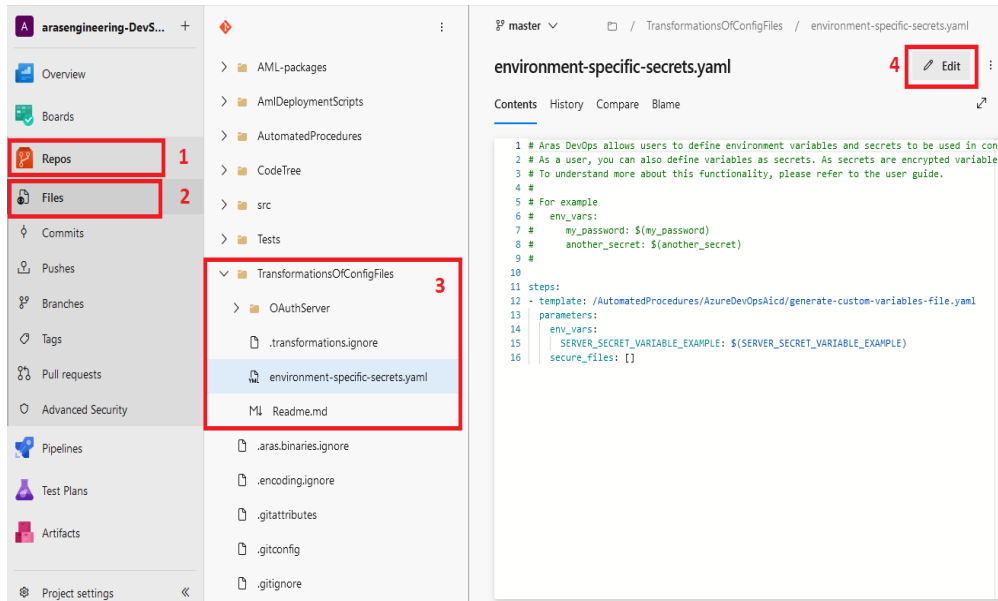 A arasengineering-DevS... +
Overview
Boards
Repos 1
Files 2
Commits
Pushes
Branches
Tags
Pull requests
Advanced Security
Pipelines
Test Plans
Artifacts
Project settings
AML-packages
AmlDeploymentScripts
AutomatedProcedures
CodeTree
src
Tests
TransformationsOfConfigFiles
3
OAuthServer
.transformations.ignore
YML environment-specific-secrets.yaml
M↓ Readme.md
.aras.binaries.ignore
.encoding.ignore
.gitattributes
.gitconfig
.gitignore
master / TransformationsOfConfigFiles / environment-specific-secrets.yaml
environment-specific-secrets.yaml 4 Edit
Contents History Compare Blame
1 # Aras DevOps allows users to define environment variables and secrets to be used in con
2 # As a user, you can also define variables as secrets. As secrets are encrypted variable
3 # To understand more about this functionality, please refer to the user guide.
4 #
5 # For example
6 # env_vars:
7 # my_password: $(my_password)
8 # another_secret: $(another_secret)
9 #
10
11 steps:
12 - template: /AutomatedProcedures/AzureDevOpsAicd/generate-custom-variables-file.yaml
13 parameters:
14 env_vars:
15 SERVER_SECRET_VARIABLE_EXAMPLE: $(SERVER_SECRET_VARIABLE_EXAMPLE)
16 secure_files: []